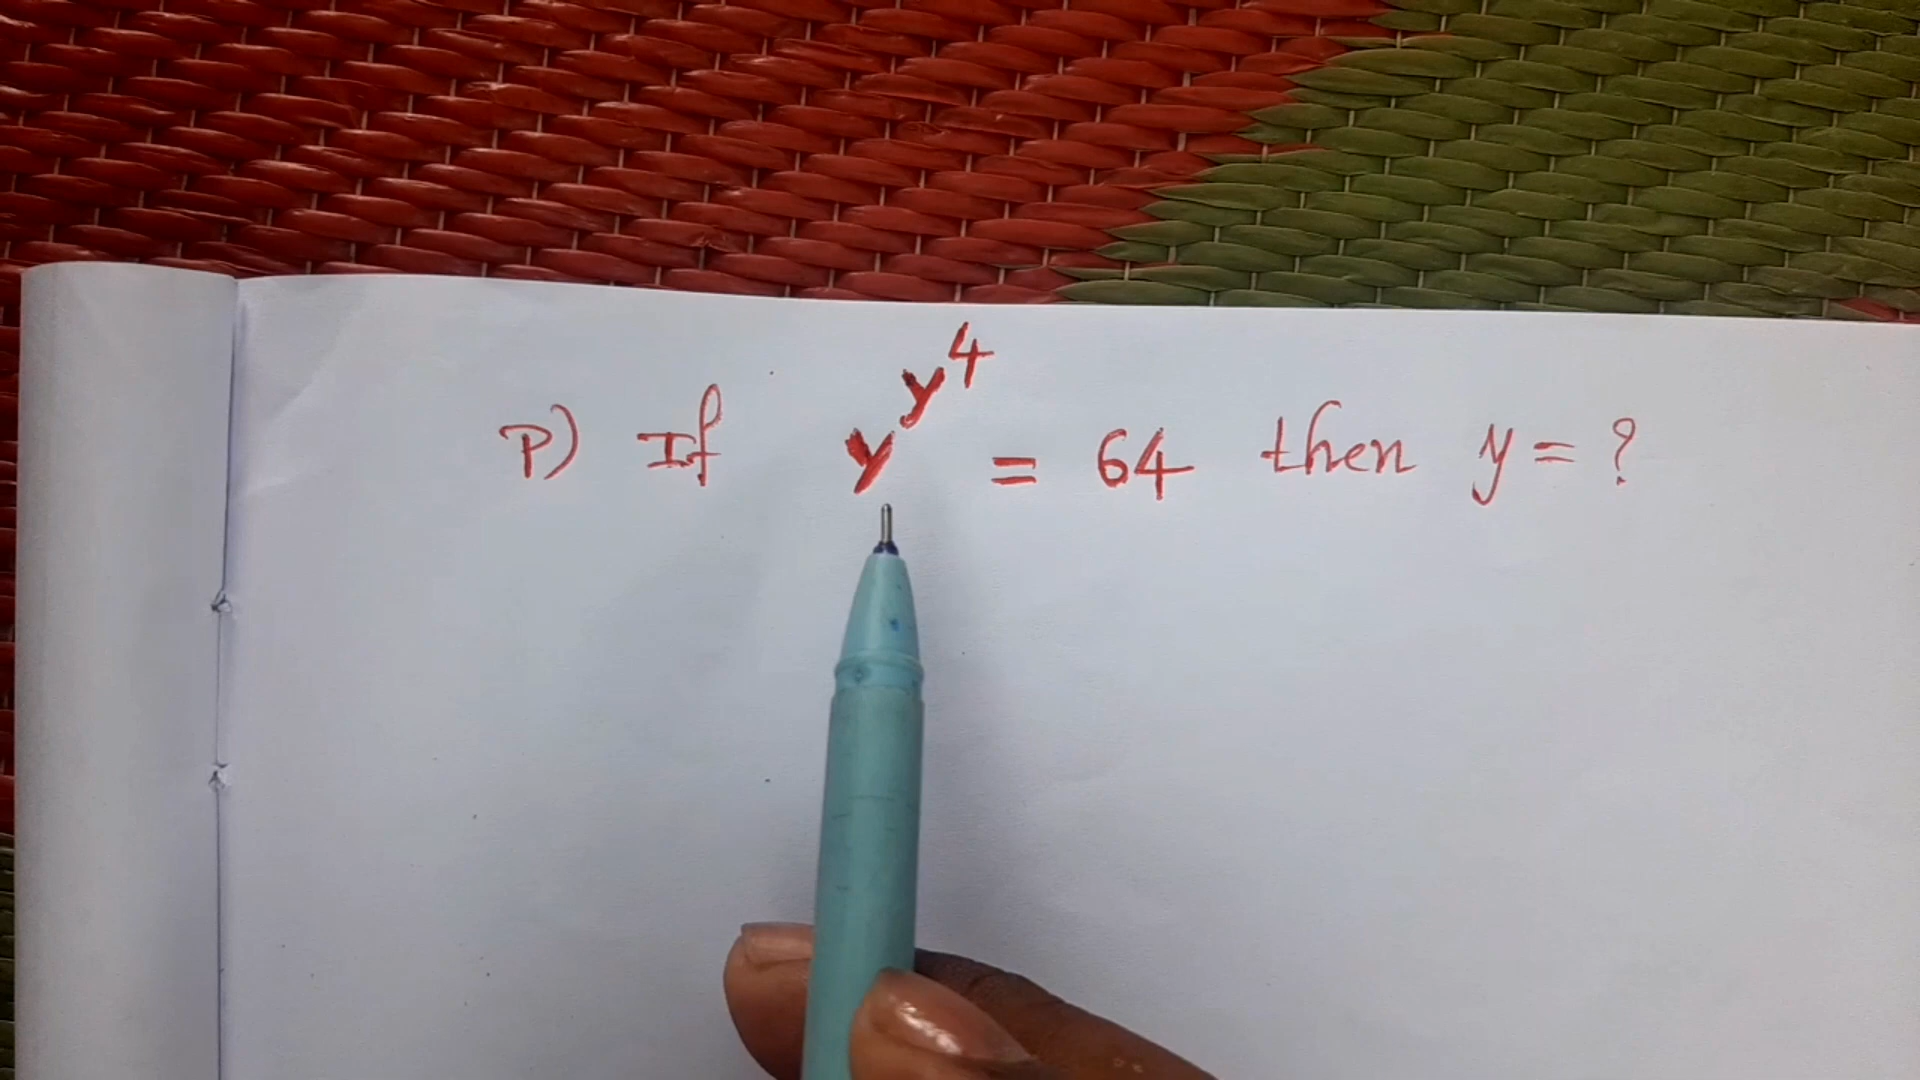 P) If y^y^4 = 64 then y = ?